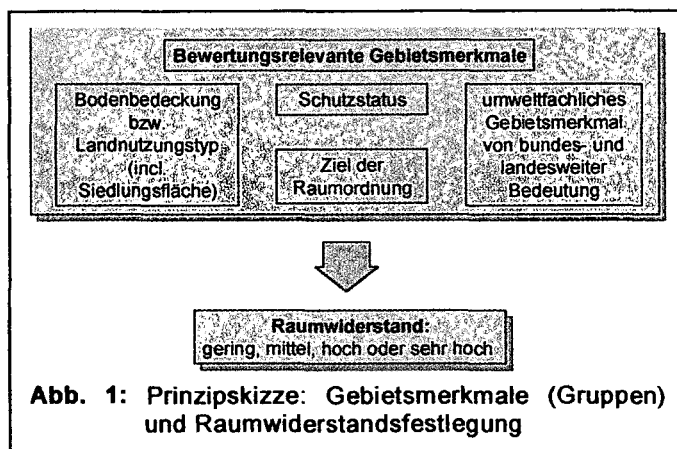 Bewertungsrelevante Gebietsmerkmale
Bodenbedeckung
bzw.
Landnutzungstyp
(incl.
Siedlungsfläche)
Schutzstatus
Ziel der
Raumordnung
umweltfachliches
Gebietsmerkmal
von bundes- und
landesweiter
Bedeutung
Raumwiderstand:
gering, mittel, hoch oder sehr hoch
Abb. 1: Prinzipskizze: Gebietsmerkmale (Gruppen)
und Raumwiderstandsfestlegung